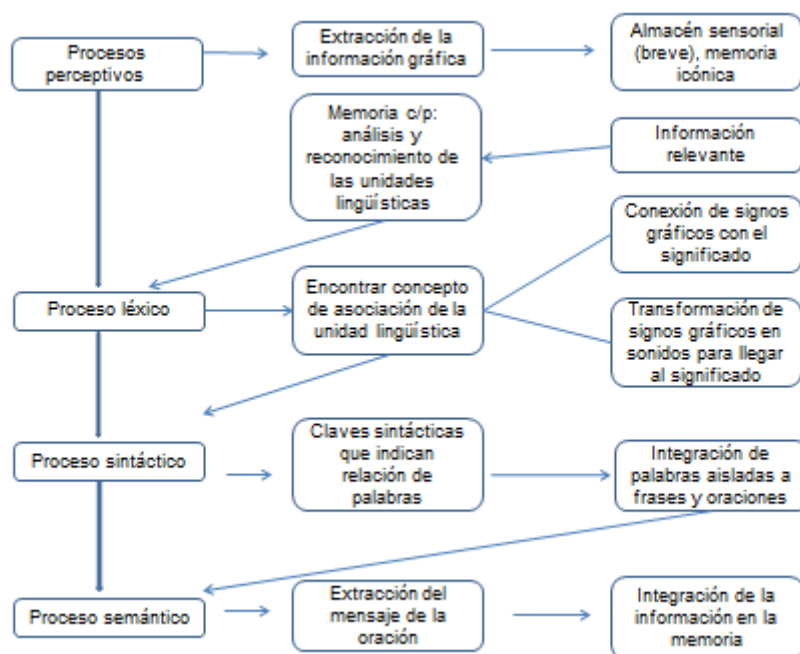 Procesos
perceptivos
Extracción de la
información gráfica
Almacén sensorial
(breve), memoria
icónica
Memoria c/p:
análisis y
reconocimiento de
las unidades
lingüísticas
Información
relevante
Conexión de signos
gráficos con el
significado
Proceso léxico
Encontrar concepto
de asociación de la
unidad lingüística
Transformación de
signos gráficos en
sonidos para llegar
al significado
Proceso sintáctico
Claves sintácticas
que indican
relación de
palabras
Integración de
palabras aisladas a
frases y oraciones
Proceso semántico
Extracción del
mensaje de la
oración
Integración de la
información en la
memoria